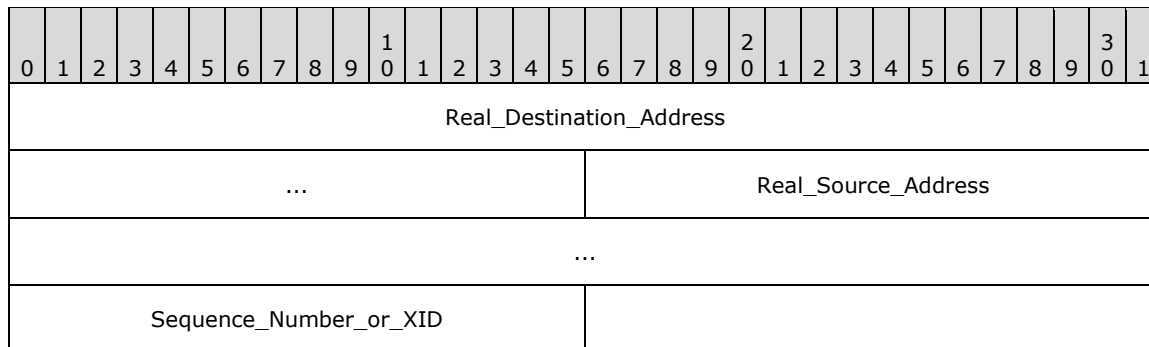 1 2 3
0 1 2 3 4 5 6 7 8 9 0 1 2 3 4 5 6 7 8 9 0 1 2 3 4 5 6 7 8 9 0 1
Real_Destination_Address
... Real_Source_Address
...
Sequence_Number_or_XID